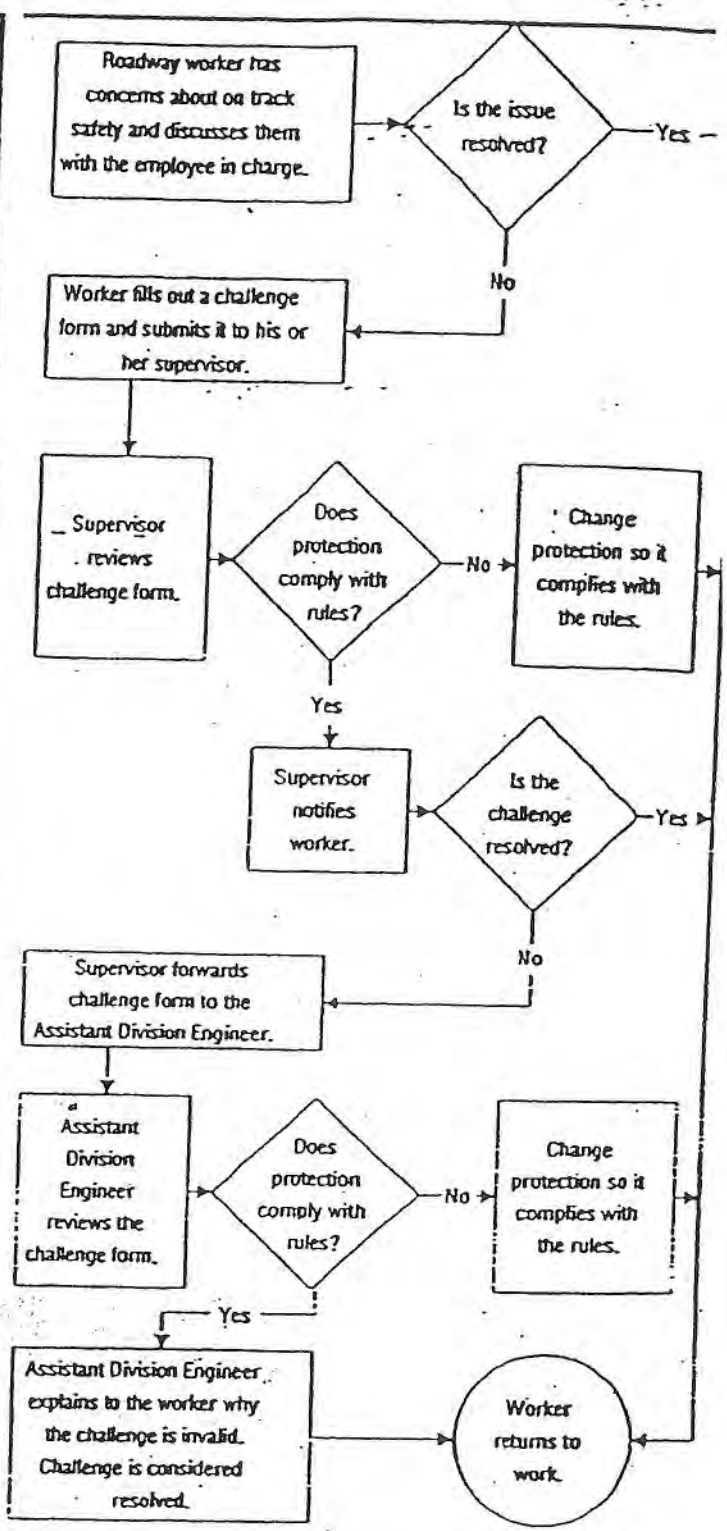 Roadway worker has
concerns about on track
safety and discusses them
with the employee in charge.
Is the issue
resolved?
Yes
No
Worker fills out a challenge
form and submits it to his or
her supervisor.
Supervisor
reviews
challenge form.
Does
protection
comply with
rules?
No
Change
protection so it
complies with
the rules.
Yes
Supervisor
notifies
worker.
Is the
challenge
resolved?
Yes
No
Supervisor forwards
challenge form to the
Assistant Division Engineer.
Assistant
Division
Engineer
reviews the
challenge form.
Does
protection
comply with
rules?
No
Change
protection so it
complies with
the rules.
Yes
Assistant Division Engineer
explains to the worker why
the challenge is invalid.
Challenge is considered
resolved.
Worker
returns to
work.